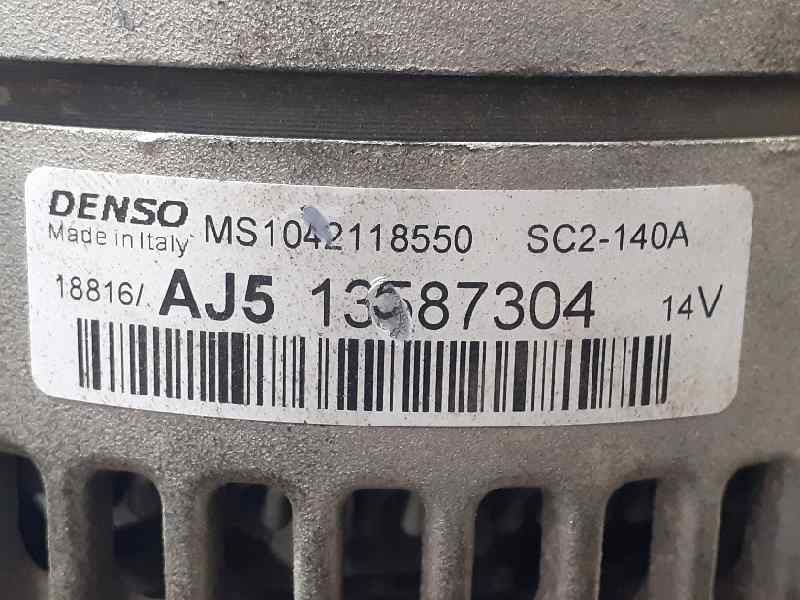 DENSO MS1042118550 SC2-140A
Made in Italy
18816/ AJ5 13587304 14V